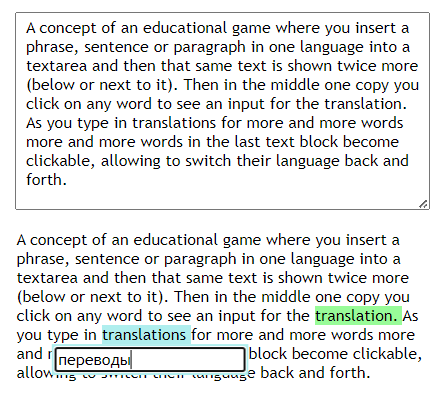 A concept of an educational game where you insert a
phrase, sentence or paragraph in one language into a
textarea and then that same text is shown twice more
(below or next to it). Then in the middle one copy you
click on any word to see an input for the translation.
As you type in translations for more and more words
more and more words in the last text block become
clickable, allowing to switch their language back and
forth.
A concept of an educational game where you insert a
phrase, sentence or paragraph in one language into a
textarea and then that same text is shown twice more
(below or next to it). Then in the middle one copy you
click on any word to see an input for the translation. As
you type in translations for more and more words more
and переводы block become clickable,
back and forth.